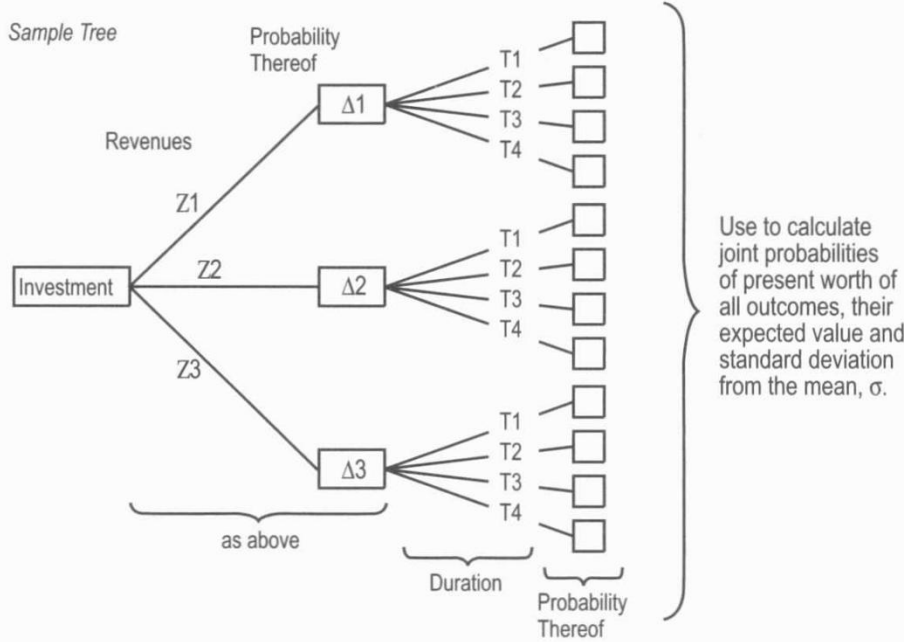 Sample Tree
Probability
Thereof
Revenues
Z1
Z2
Z3
Investment
Δ1
Δ2
Δ3
T1
T2
T3
T4
T1
T2
T3
T4
T1
T2
T3
T4
as above
Duration
Probability
Thereof
Use to calculate
joint probabilities
of present worth of
all outcomes, their
expected value and
standard deviation
from the mean, σ.